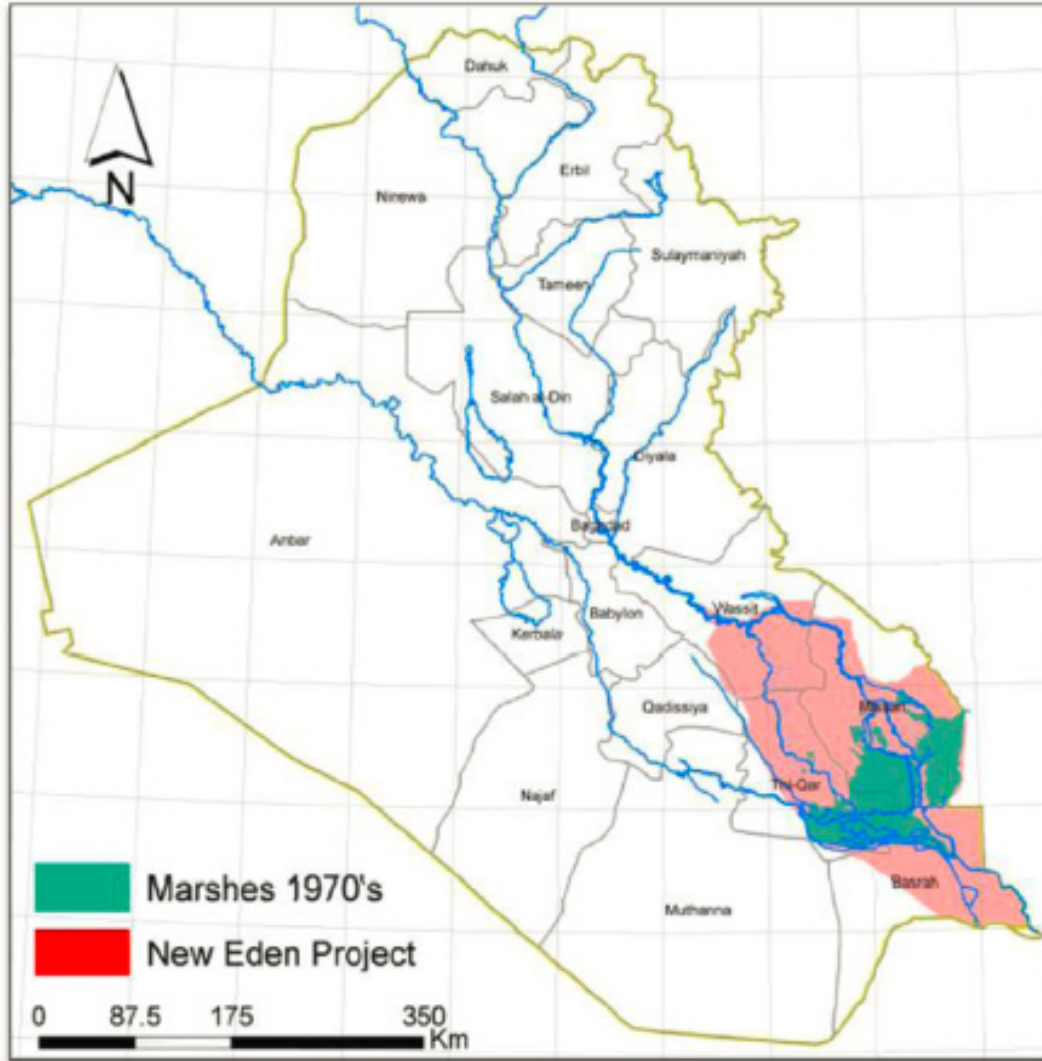 Dahuk
N
Erbil
Ninewa
Sulaymaniyah
Tameen
Salah al-Din
Diyala
Anbar
Baghdad
Wassit
Babylon
Kerbala
Qadissiya
Maisan
Thi-Qar
Najaf
Basrah
Muthanna
Marshes 1970's
New Eden Project
0 87.5 175 350
Km